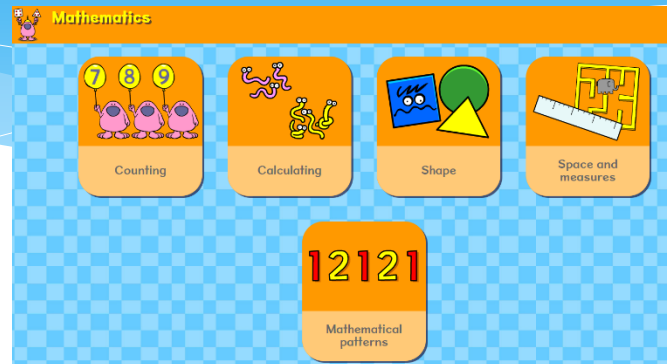 Mathematics
7 8 9
Counting
Calculating
Shape
Space and
measures
12121
Mathematical
patterns